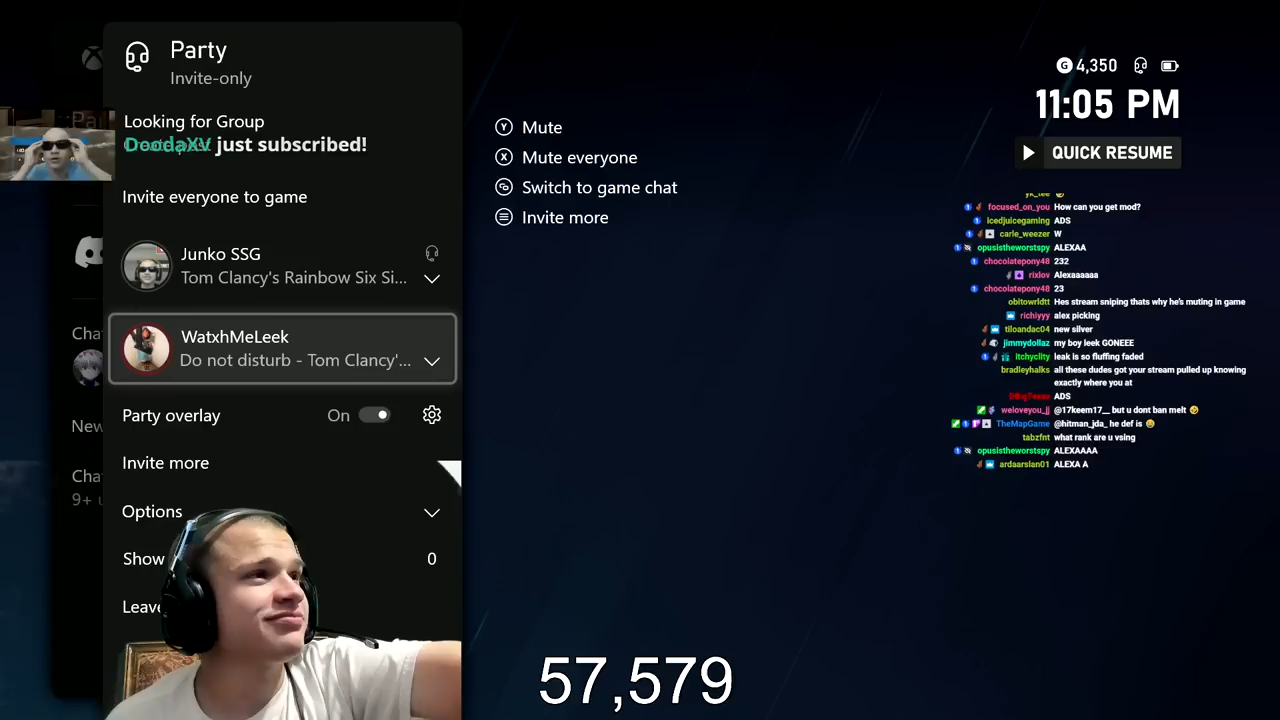 Party
Invite-only
Looking for Group
DoodaXV just subscribed!
Invite everyone to game
Junko SSG
Tom Clancy's Rainbow Six Si...
WatxhMeLeek
Do not disturb - Tom Clancy'...
Party overlay On
Invite more
Options
Show 0
Leave
Cha
New
Cha
9+ u
Mute
Mute everyone
Switch to game chat
Invite more
G 4,350
11:05 PM
QUICK RESUME
focused_on_you How can you get mod?
icedjuicegaming ADS
carle_weezer W
opusistheworstspy ALEXAA
chocolatepony48 232
rixlov Alexaaaaaa
chocolatepony48 23
obitowrldtt Hes stream sniping thats why he's muting in game
richiyyy alex picking
tiloandac04 new silver
jimmydollaz my boy leek GONEEE
itchyclity leak is so fluffing faded
bradleyhalks all these dudes got your stream pulled up knowing
exactly where you at
ADS
weloveyou_jj @17keem17__ but u dont ban melt
TheMapGame @hitman_jda_ he def is
tabzfnt what rank are u vsing
opusistheworstspy ALEXAAAA
ardaarslan01 ALEXA A
57,579